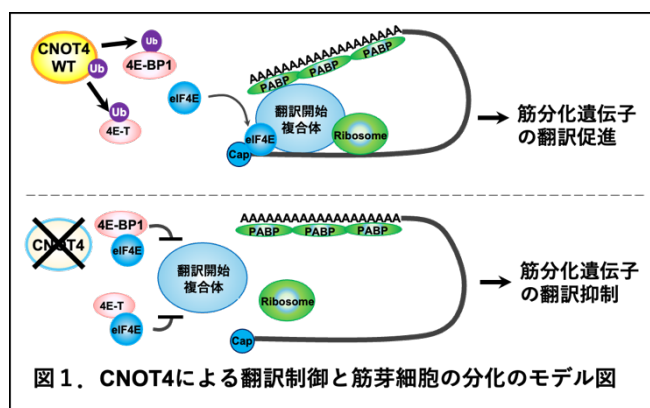 CNOT4
WT
Ub
Ub
4E-BP1
Ub
4E-T
eIF4E
AAAAAAAAAAAAAAAAAA
PABP
PABP
PABP
翻訳開始
複合体
eIF4E
Ribosome
Cap
筋分化遺伝子
の翻訳促進
CNOT4
4E-BP1
eIF4E
4E-T
eIF4E
翻訳開始
複合体
AAAAAAAAAAAAAAAAAA
PABP
PABP
PABP
Ribosome
Cap
筋分化遺伝子
の翻訳抑制
図１．CNOT4による翻訳制御と筋芽細胞の分化のモデル図